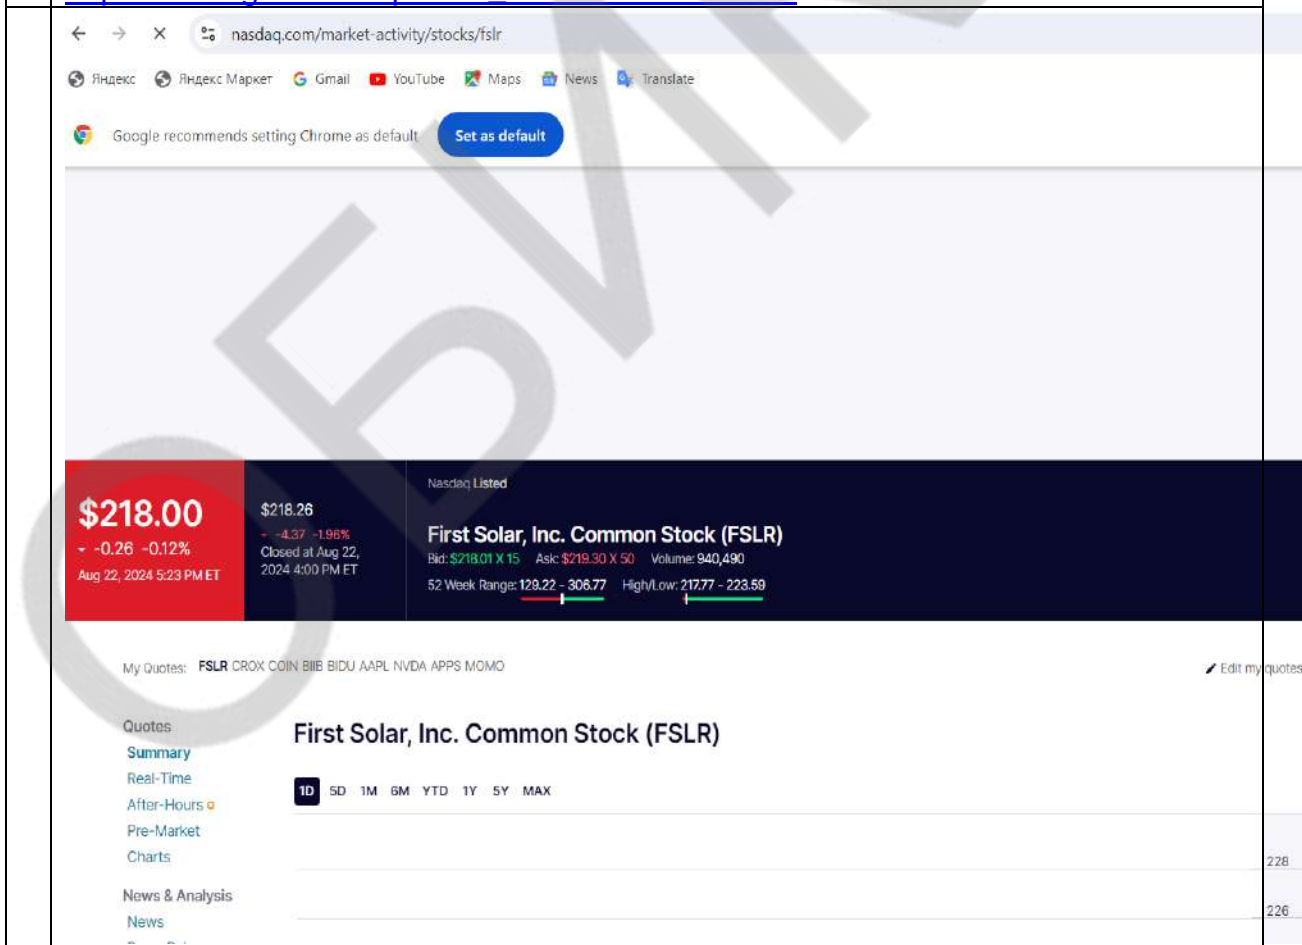 nasdaq.com/market-activity/stocks/fslr
Яндекс Яндекс Маркет Gmail YouTube Maps News Translate
Google recommends setting Chrome as default Set as default
$218.00
-0.26 -0.12%
Aug 22, 2024 5:23 PM ET
$218.26
-4.37 -1.96%
Closed at Aug 22,
2024 4:00 PM ET
Nasdaq Listed
First Solar, Inc. Common Stock (FSLR)
Bid: $218.01 X 15 Ask: $219.30 X 50 Volume: 940,490
52 Week Range: 129.22 - 306.77 High/Low: 217.77 - 223.59
My Quotes: FSLR CROX COIN BIIB BIDU AAPL NVDA APPS MOMO
Edit my quotes
Quotes
Summary
Real-Time
After-Hours
Pre-Market
Charts
News & Analysis
News
First Solar, Inc. Common Stock (FSLR)
1D 5D 1M 6M YTD 1Y 5Y MAX
228
226